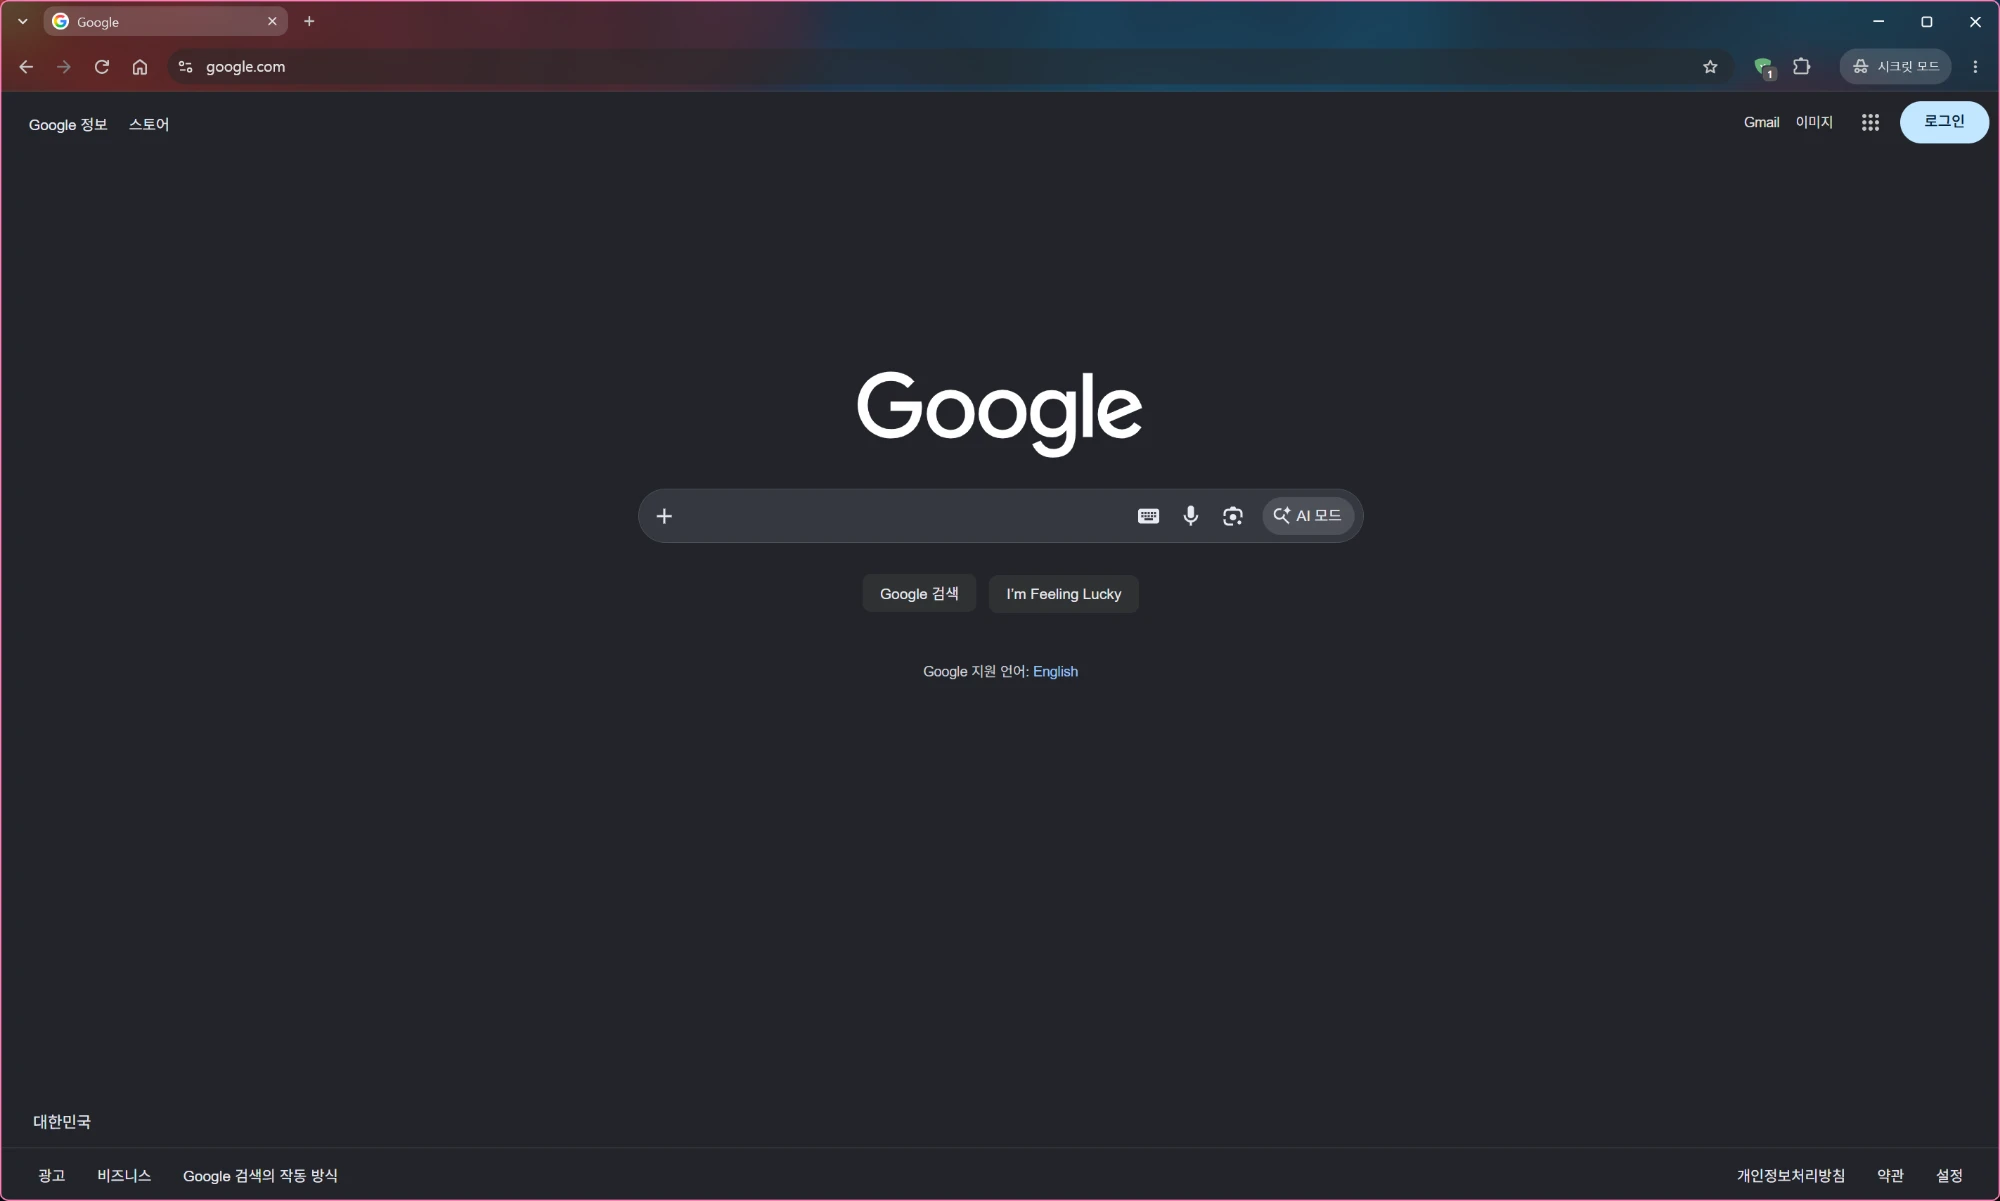 Google
google.com
1
시크릿 모드
Google 정보 스토어
Gmail 이미지
로그인
Google
AI 모드
Google 검색
I'm Feeling Lucky
Google 지원 언어: English
대한민국
광고 비즈니스 Google 검색의 작동 방식
개인정보처리방침 약관 설정